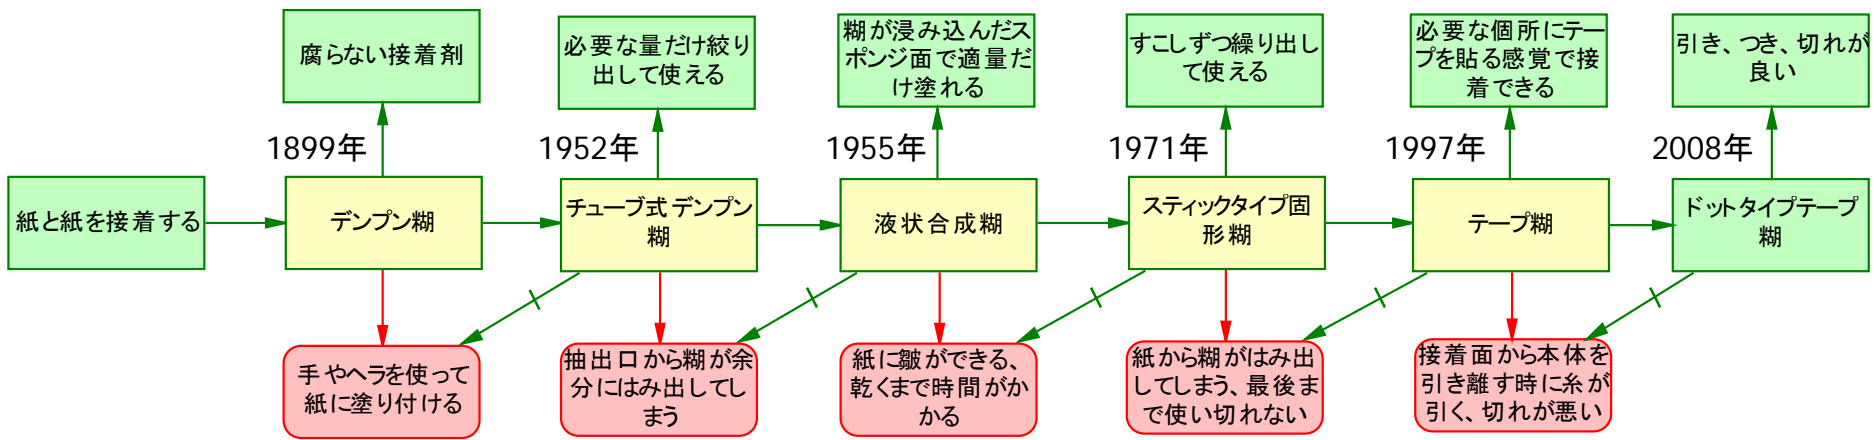 腐らない接着剤
必要な量だけ絞り
出して使える
糊が浸み込んだス
ポンジ面で適量だ
け塗れる
すこしずつ繰り出し
て使える
必要な個所にテー
プを貼る感覚で接
着できる
引き、つき、切れが
良い
1899年
1952年
1955年
1971年
1997年
2008年
紙と紙を接着する
デンプン糊
チューブ式デンプン
糊
液状合成糊
スティックタイプ固
形糊
テープ糊
ドットタイプテープ
糊
手やヘラを使って
紙に塗り付ける
抽出口から糊が余
分にはみ出してし
まう
紙に皺ができる、
乾くまで時間がか
かる
紙から糊がはみ出
してしまう、最後ま
で使い切れない
接着面から本体を
引き離す時に糸が
引く、切れが悪い